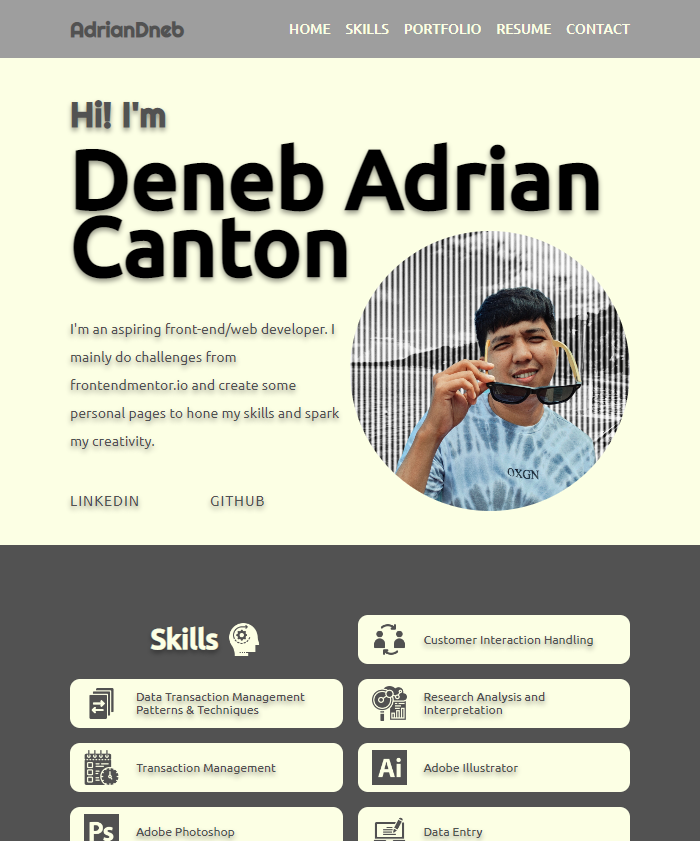 AdrianDneb
HOME SKILLS PORTFOLIO RESUME CONTACT
Hi! I'm
Deneb Adrian
Canton
I'm an aspiring front-end/web developer. I
mainly do challenges from
frontendmentor.io and create some
personal pages to hone my skills and spark
my creativity.
LINKEDIN GITHUB
OXGN
Skills
Customer Interaction Handling
Data Transaction Management
Patterns & Techniques
Research Analysis and
Interpretation
Transaction Management
Ai
Adobe Illustrator
Ps
Adobe Photoshop
Data Entry